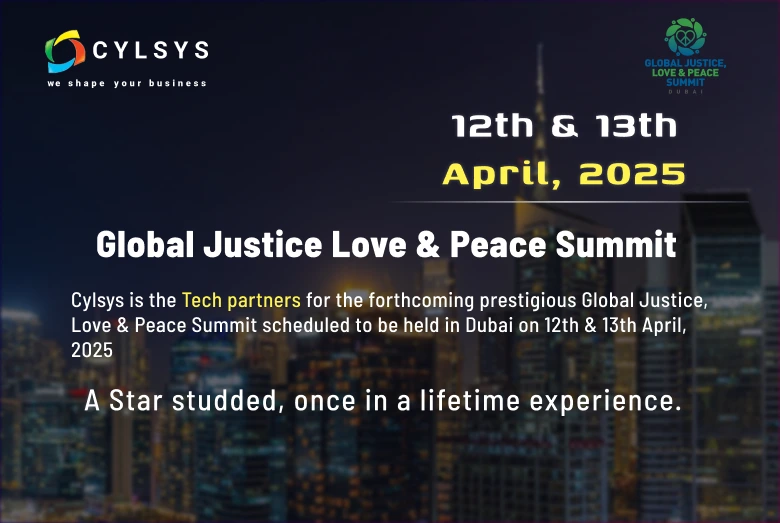 CYLSYS
we shape your business
GLOBAL JUSTICE,
LOVE & PEACE
SUMMIT
DUBAI
12th & 13th
April, 2025
Global Justice Love & Peace Summit
Cylsys is the Tech partners for the forthcoming prestigious Global Justice,
Love & Peace Summit scheduled to be held in Dubai on 12th & 13th April,
2025
A Star studded, once in a lifetime experience.